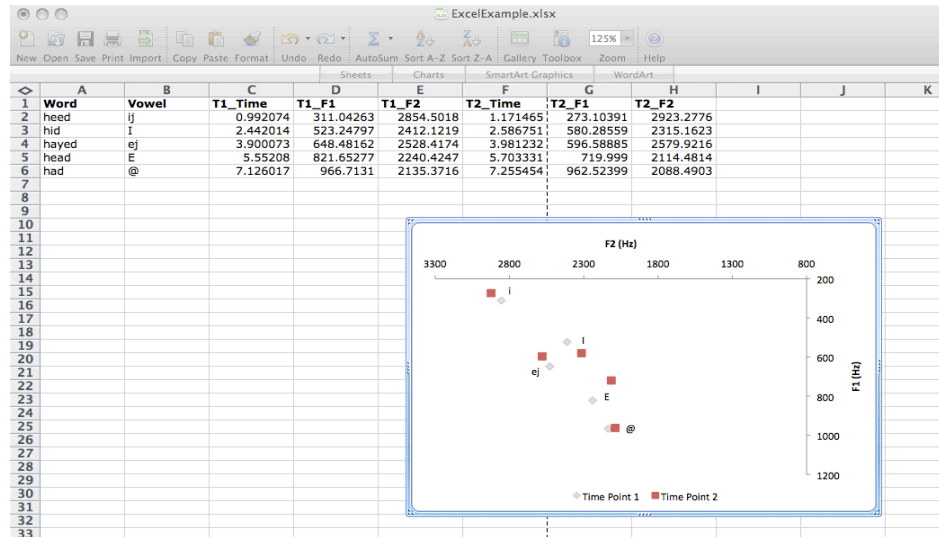 ExcelExample.xlsx
125%
New Open Save Print Import Copy Paste Format Undo Redo AutoSum Sort A-Z Sort Z-A Gallery Toolbox Zoom Help
Sheets Charts SmartArt Graphics WordArt
A B C D E F G H I J K
1 Word Vowel T1_Time T1_F1 T1_F2 T2_Time T2_F1 T2_F2
2 heed ij 0.992074 311.04263 2854.5018 1.171465 273.10391 2923.2776
3 hid I 2.442014 523.24797 2412.1219 2.586751 580.28559 2315.1623
4 hayed ej 3.900073 648.48162 2528.4174 3.981232 596.58885 2579.9216
5 head E 5.55208 821.65277 2240.4247 5.703331 719.999 2114.4814
6 had @ 7.126017 966.7131 2135.3716 7.255454 962.52399 2088.4903
7
8
9
10
11
12
13
14
15
16
17
18
19
20
21
22
23
24
25
26
27
28
29
30
31
32
33
F2 (Hz)
3300 2800 2300 1800 1300 800
200
i
400
I
600
ej
F1 (Hz)
E
800
@
1000
1200
Time Point 1 Time Point 2